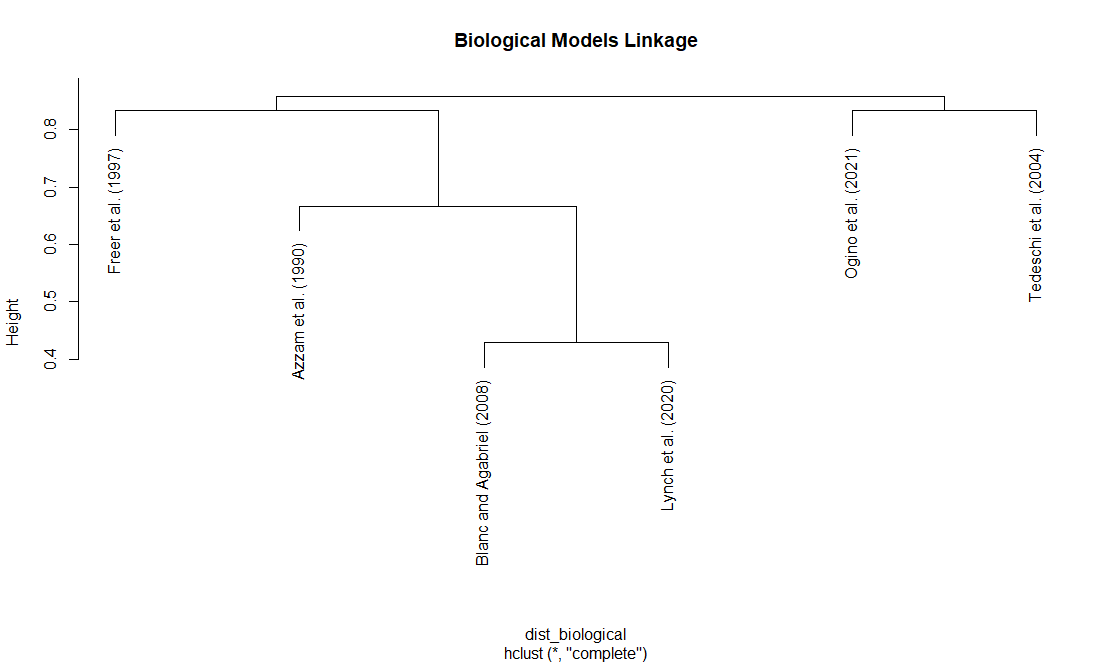 Biological Models Linkage
Height
0.8
0.7
0.6
0.5
0.4
Freer et al. (1997)
Azzam et al. (1990)
Blanc and Agabriel (2008)
Lynch et al. (2020)
Ogino et al. (2021)
Tedeschi et al. (2004)
dist_biological
hclust (*, "complete")